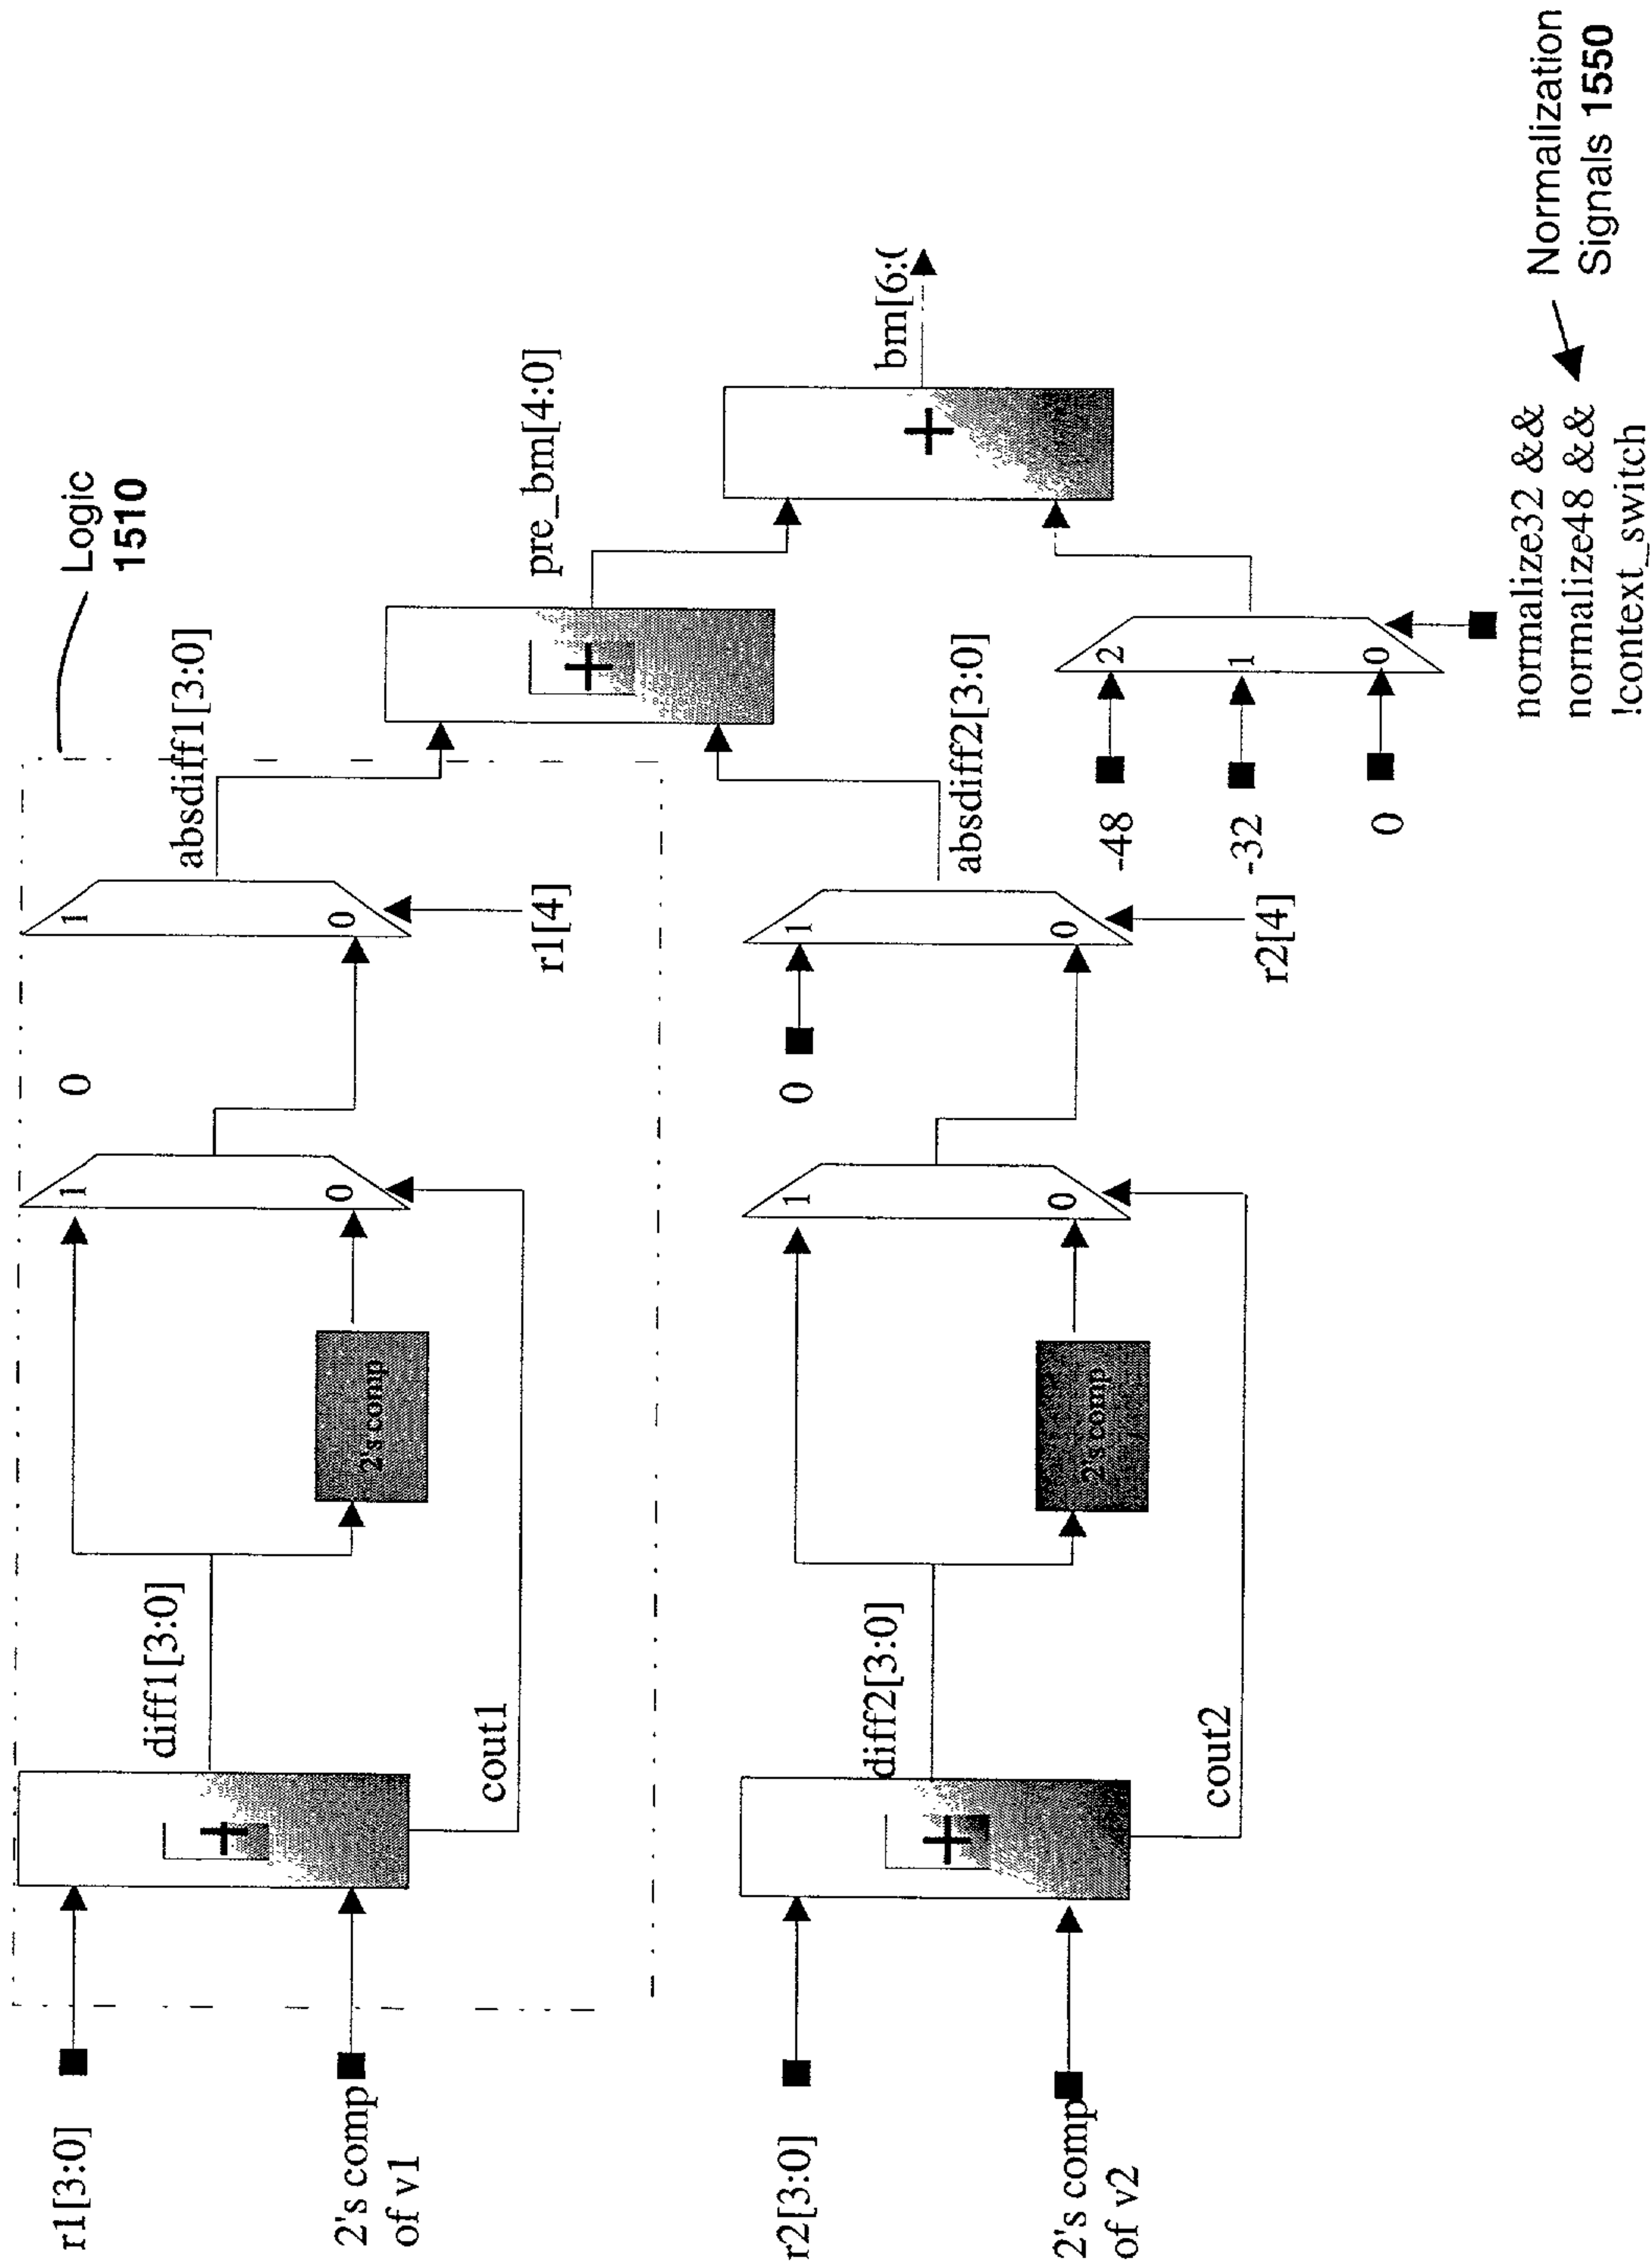 Logic
1510
r1[3:0]
2's comp
of v1
+
diff1[3:0]
cout1
2's comp
1
0
0
1
0
r1[4]
absdiff1[3:0]
+
pre_bm[4:0]
r2[3:0]
2's comp
of v2
+
diff2[3:0]
cout2
2's comp
1
0
0
1
0
r2[4]
absdiff2[3:0]
+
bm[6:(
-48
-32
0
2
1
0
normalize32 &&
normalize48 &&
!context_switch
Normalization
Signals 1550